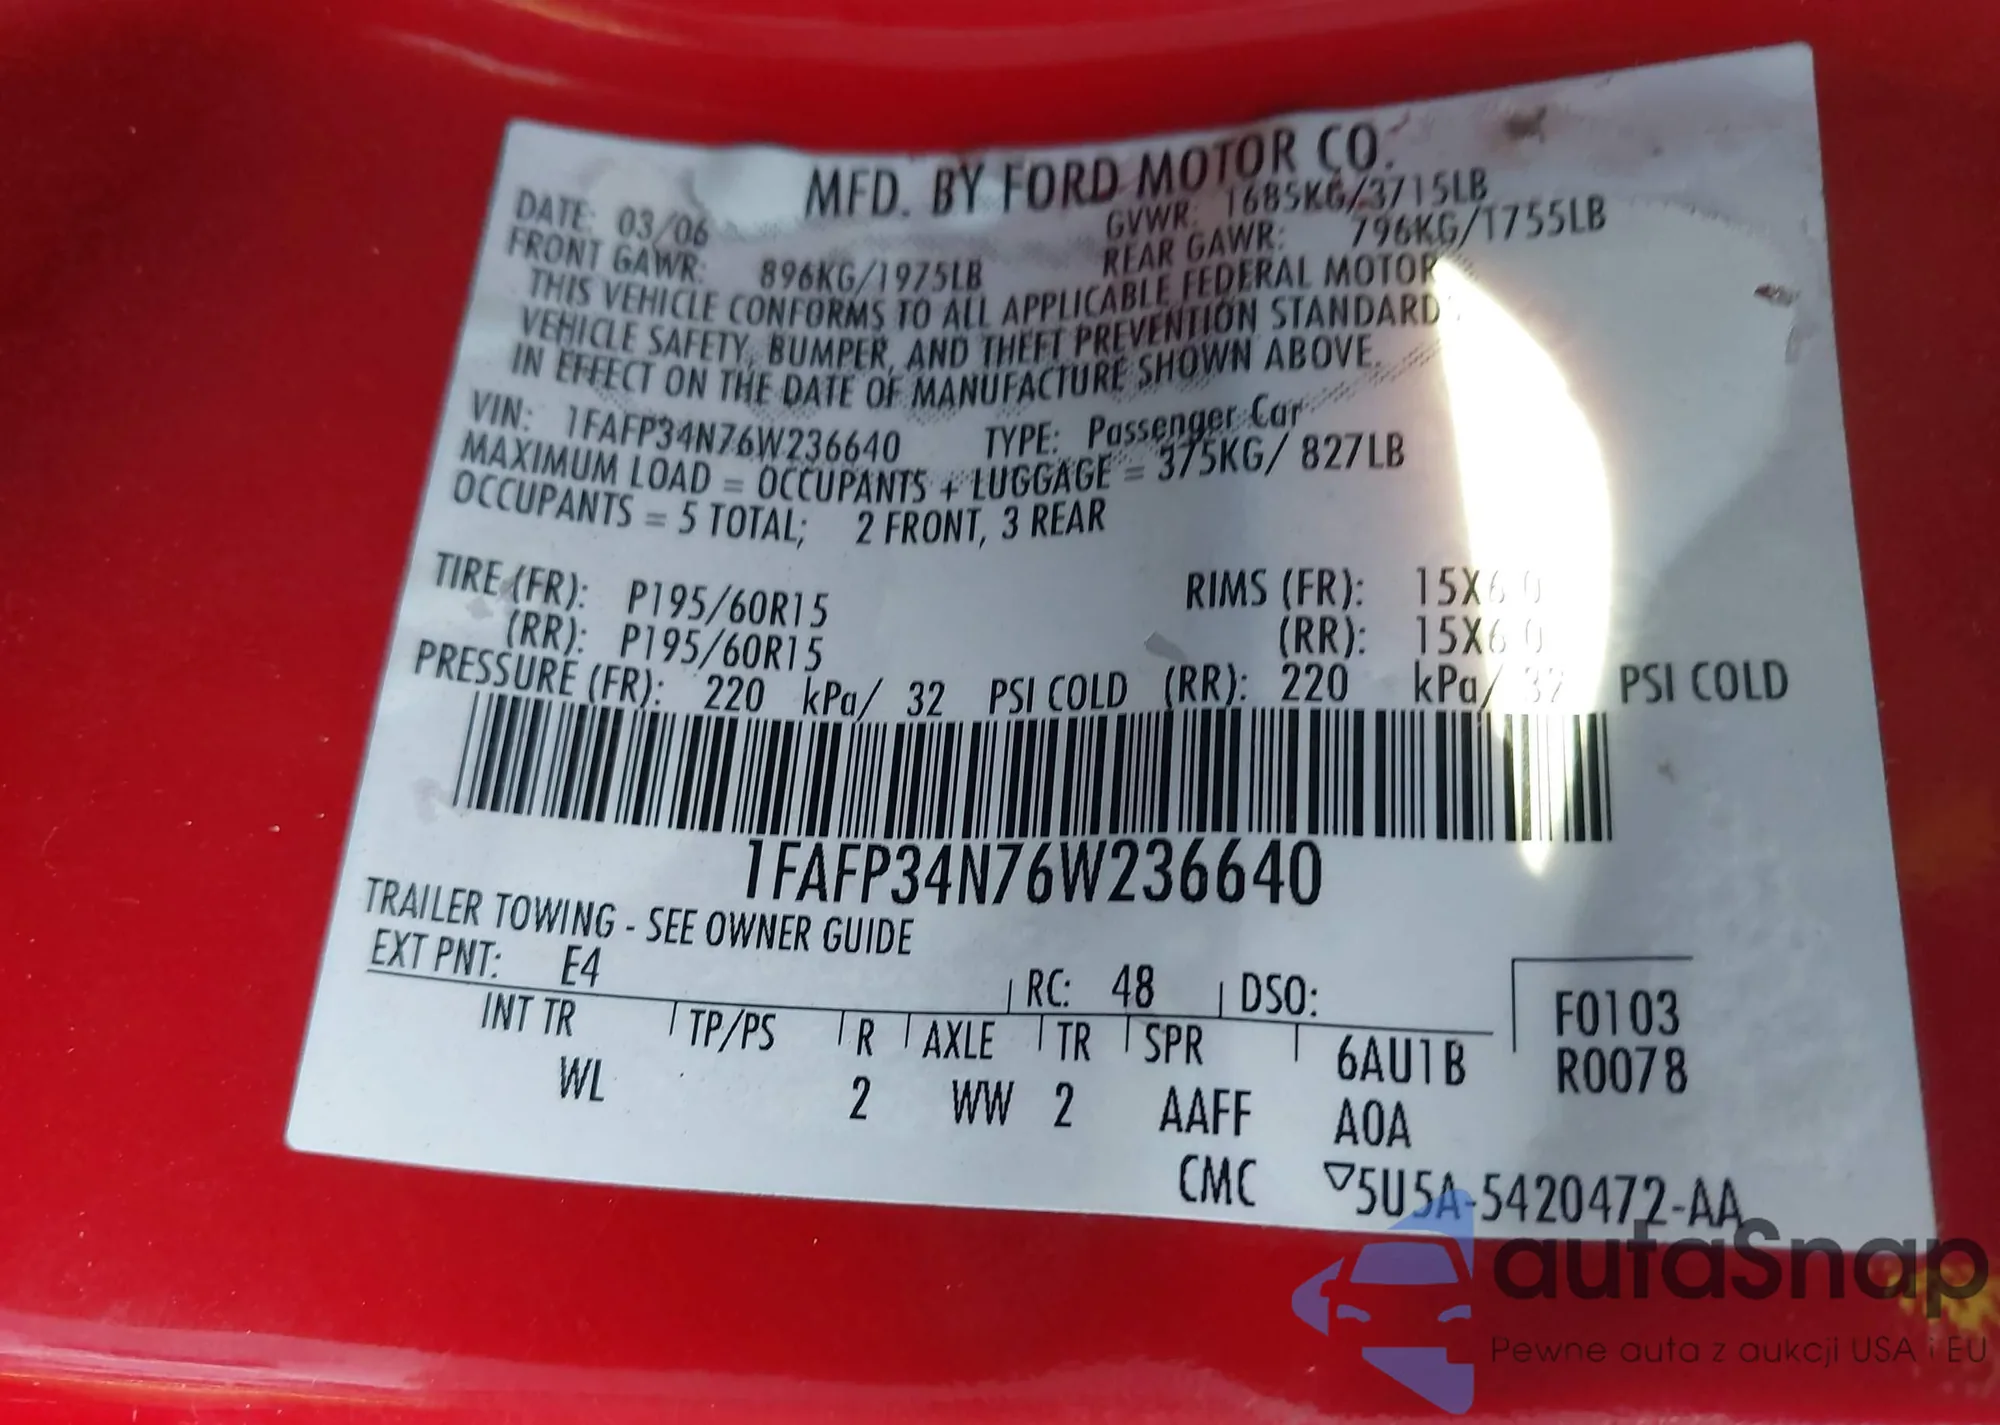 MFD. BY FORD MOTOR CO.
DATE: 03/06 GVWR: 1685KG/3715LB
FRONT GAWR: 896KG/1975LB REAR GAWR: 796KG/1755LB
THIS VEHICLE CONFORMS TO ALL APPLICABLE FEDERAL MOTOR
VEHICLE SAFETY, BUMPER, AND THEFT PREVENTION STANDARD
IN EFFECT ON THE DATE OF MANUFACTURE SHOWN ABOVE.
VIN: 1FAFP34N76W236640 TYPE: Passenger Car
MAXIMUM LOAD = OCCUPANTS + LUGGAGE = 375KG/ 827LB
OCCUPANTS = 5 TOTAL; 2 FRONT, 3 REAR
TIRE (FR): P195/60R15 RIMS (FR): 15X6.0
(RR): P195/60R15 (RR): 15X6.0
PRESSURE (FR): 220 kPa/ 32 PSI COLD (RR): 220 kPa/ 32 PSI COLD
1FAFP34N76W236640
TRAILER TOWING - SEE OWNER GUIDE
EXT PNT: E4 RC: 48 DSO: F0103
INT TR TP/PS R AXLE TR SPR 6AU1B R0078
WL 2 WW 2 AAFF A0A
CMC ▽5U5A-5420472-AA
autaSnap
Pewne auta z aukcji USA i EU